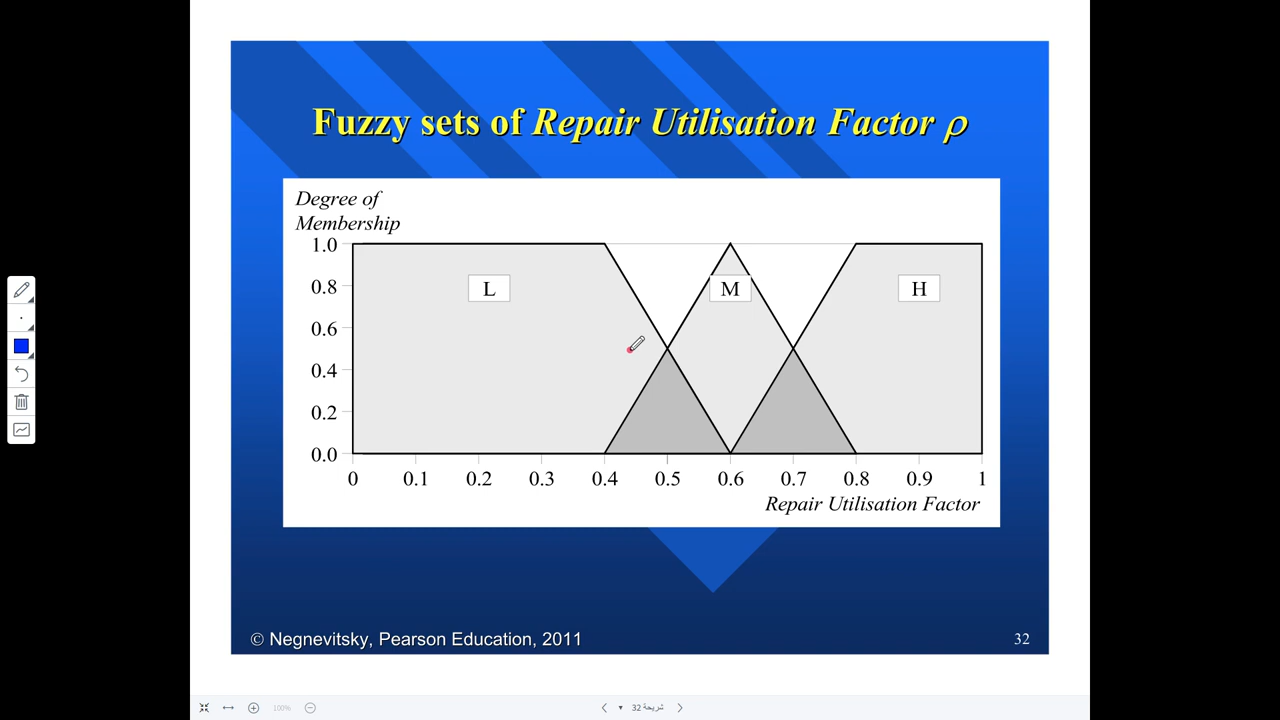 Fuzzy sets of Repair Utilisation Factor ρ
Degree of
Membership
1.0
0.8
0.6
0.4
0.2
0.0
L
M
H
0 0.1 0.2 0.3 0.4 0.5 0.6 0.7 0.8 0.9 1
Repair Utilisation Factor
© Negnevitsky, Pearson Education, 2011
32
100%
شريحة 32